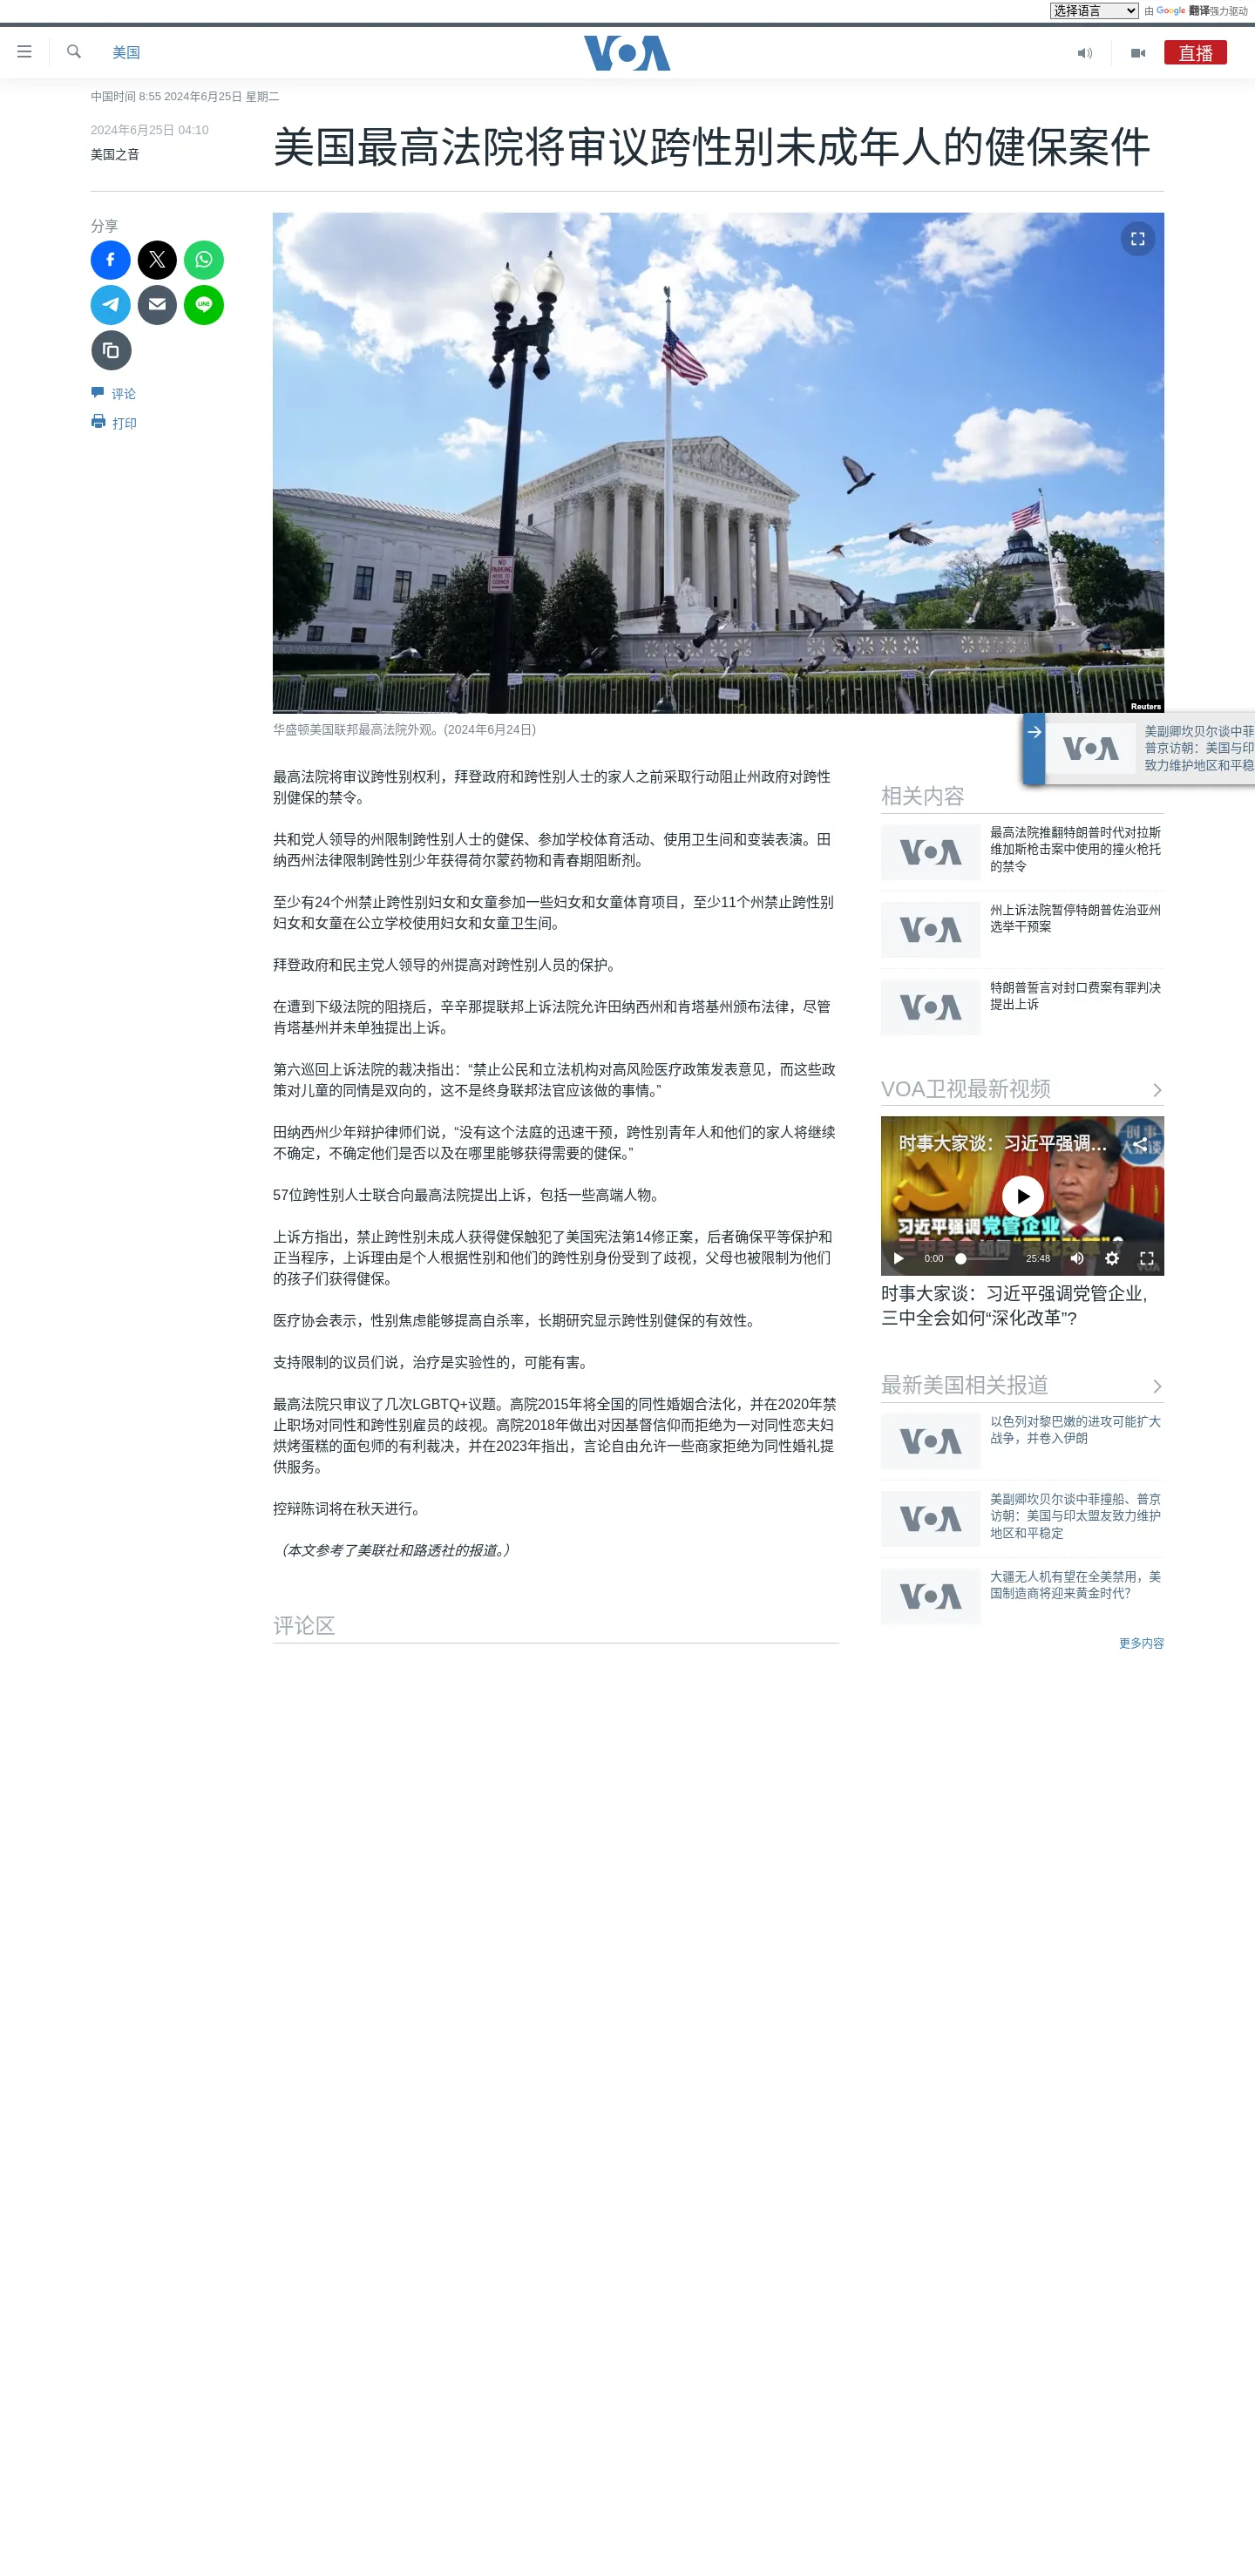 选择语言 由 Google 翻译强力驱动
美国
VOA
直播
中国时间 8:55 2024年6月25日 星期二
2024年6月25日 04:10
美国之音
美国最高法院将审议跨性别未成年人的健保案件
分享
LINE
评论
打印
NO PARKING HERE TO CORNER
Reuters
华盛顿美国联邦最高法院外观。(2024年6月24日)
VOA
美副卿坎贝尔谈中菲
普京访朝：美国与印
致力维护地区和平稳
最高法院将审议跨性别权利，拜登政府和跨性别人士的家人之前采取行动阻止州政府对跨性
别健保的禁令。
共和党人领导的州限制跨性别人士的健保、参加学校体育活动、使用卫生间和变装表演。田
纳西州法律限制跨性别少年获得荷尔蒙药物和青春期阻断剂。
至少有24个州禁止跨性别妇女和女童参加一些妇女和女童体育项目，至少11个州禁止跨性别
妇女和女童在公立学校使用妇女和女童卫生间。
拜登政府和民主党人领导的州提高对跨性别人员的保护。
在遭到下级法院的阻挠后，辛辛那提联邦上诉法院允许田纳西州和肯塔基州颁布法律，尽管
肯塔基州并未单独提出上诉。
第六巡回上诉法院的裁决指出：“禁止公民和立法机构对高风险医疗政策发表意见，而这些政
策对儿童的同情是双向的，这不是终身联邦法官应该做的事情。”
田纳西州少年辩护律师们说，“没有这个法庭的迅速干预，跨性别青年人和他们的家人将继续
不确定，不确定他们是否以及在哪里能够获得需要的健保。”
57位跨性别人士联合向最高法院提出上诉，包括一些高端人物。
上诉方指出，禁止跨性别未成人获得健保触犯了美国宪法第14修正案，后者确保平等保护和
正当程序，上诉理由是个人根据性别和他们的跨性别身份受到了歧视，父母也被限制为他们
的孩子们获得健保。
医疗协会表示，性别焦虑能够提高自杀率，长期研究显示跨性别健保的有效性。
支持限制的议员们说，治疗是实验性的，可能有害。
最高法院只审议了几次LGBTQ+议题。高院2015年将全国的同性婚姻合法化，并在2020年禁
止职场对同性和跨性别雇员的歧视。高院2018年做出对因基督信仰而拒绝为一对同性恋夫妇
烘烤蛋糕的面包师的有利裁决，并在2023年指出，言论自由允许一些商家拒绝为同性婚礼提
供服务。
控辩陈词将在秋天进行。
（本文参考了美联社和路透社的报道。）
评论区
相关内容
VOA
最高法院推翻特朗普时代对拉斯
维加斯枪击案中使用的撞火枪托
的禁令
VOA
州上诉法院暂停特朗普佐治亚州
选举干预案
VOA
特朗普誓言对封口费案有罪判决
提出上诉
VOA卫视最新视频
时事大家谈：习近平强调...
时事大家谈
习近平强调党管企业，
三中全会如何“深化改革”？
0:00 25:48
VOA
时事大家谈：习近平强调党管企业,
三中全会如何“深化改革”?
最新美国相关报道
VOA
以色列对黎巴嫩的进攻可能扩大
战争，并卷入伊朗
VOA
美副卿坎贝尔谈中菲撞船、普京
访朝：美国与印太盟友致力维护
地区和平稳定
VOA
大疆无人机有望在全美禁用，美
国制造商将迎来黄金时代？
更多内容